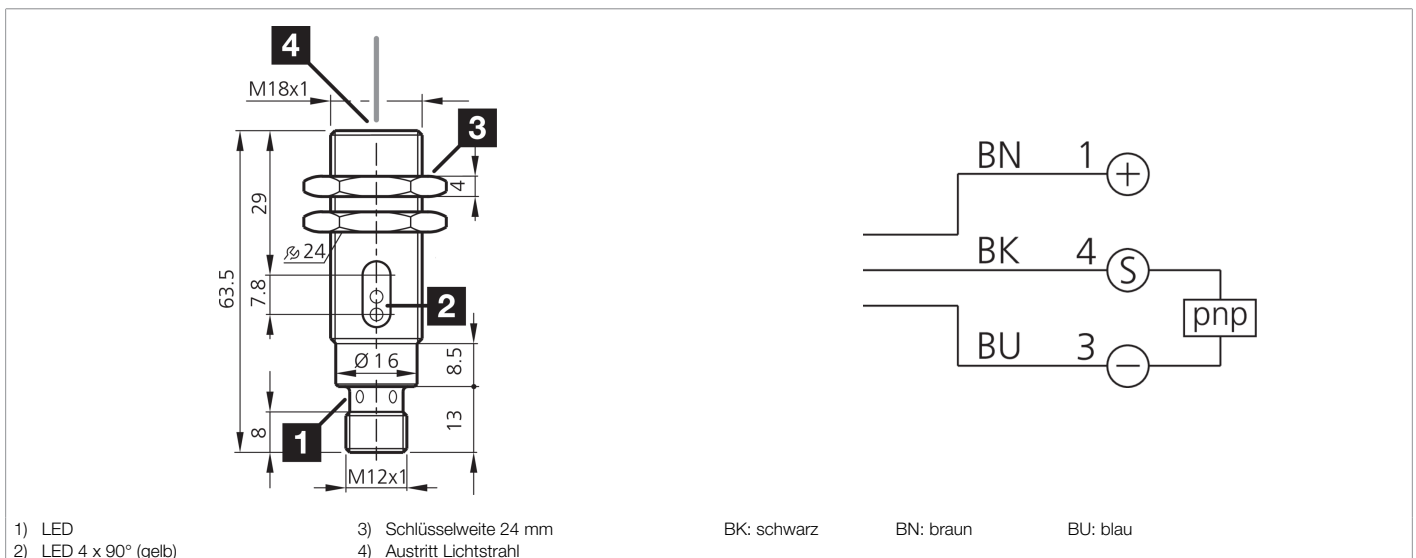 4
M18x1
3
4
29
⌀24
63.5
7.8
2
Ø16
8.5
8
1
13
M12x1
BN 1
+
BK 4
S
pnp
BU 3
−
1) LED
2) LED 4 x 90° (gelb)
3) Schlüsselweite 24 mm
4) Austritt Lichtstrahl
BK: schwarz BN: braun BU: blau